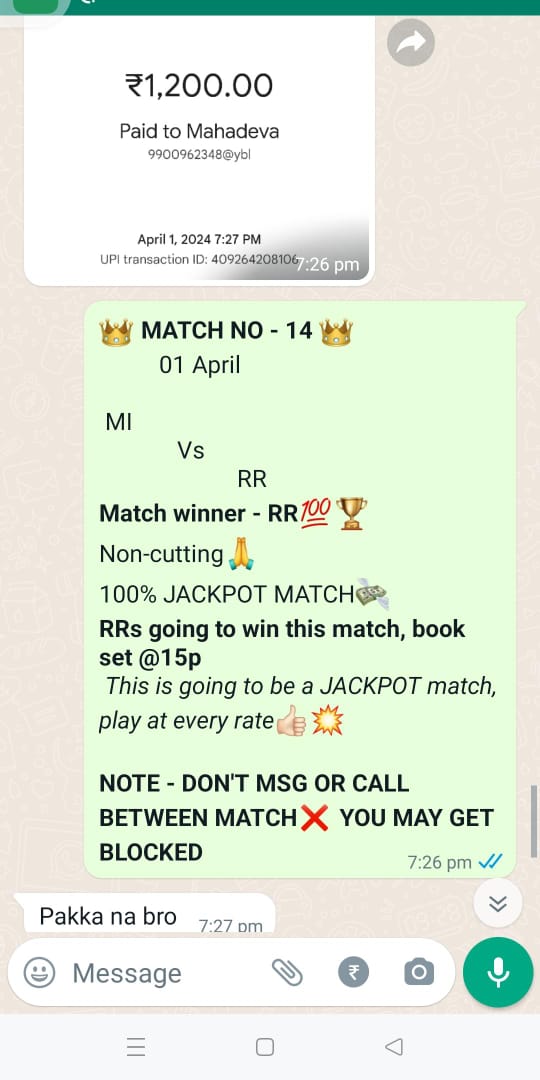 ₹1,200.00
Paid to Mahadeva
9900962348@ybl
April 1, 2024 7:27 PM
UPI transaction ID: 409264208106
7:26 pm
👑 MATCH NO - 14 👑
01 April
MI
Vs
RR
Match winner - RR💯🏆
Non-cutting🙏
100% JACKPOT MATCH💸
RRs going to win this match, book
set @15p
This is going to be a JACKPOT match,
play at every rate👍🏻💥
NOTE - DON'T MSG OR CALL
BETWEEN MATCH❌ YOU MAY GET
BLOCKED
7:26 pm
Pakka na bro
7:27 pm
Message